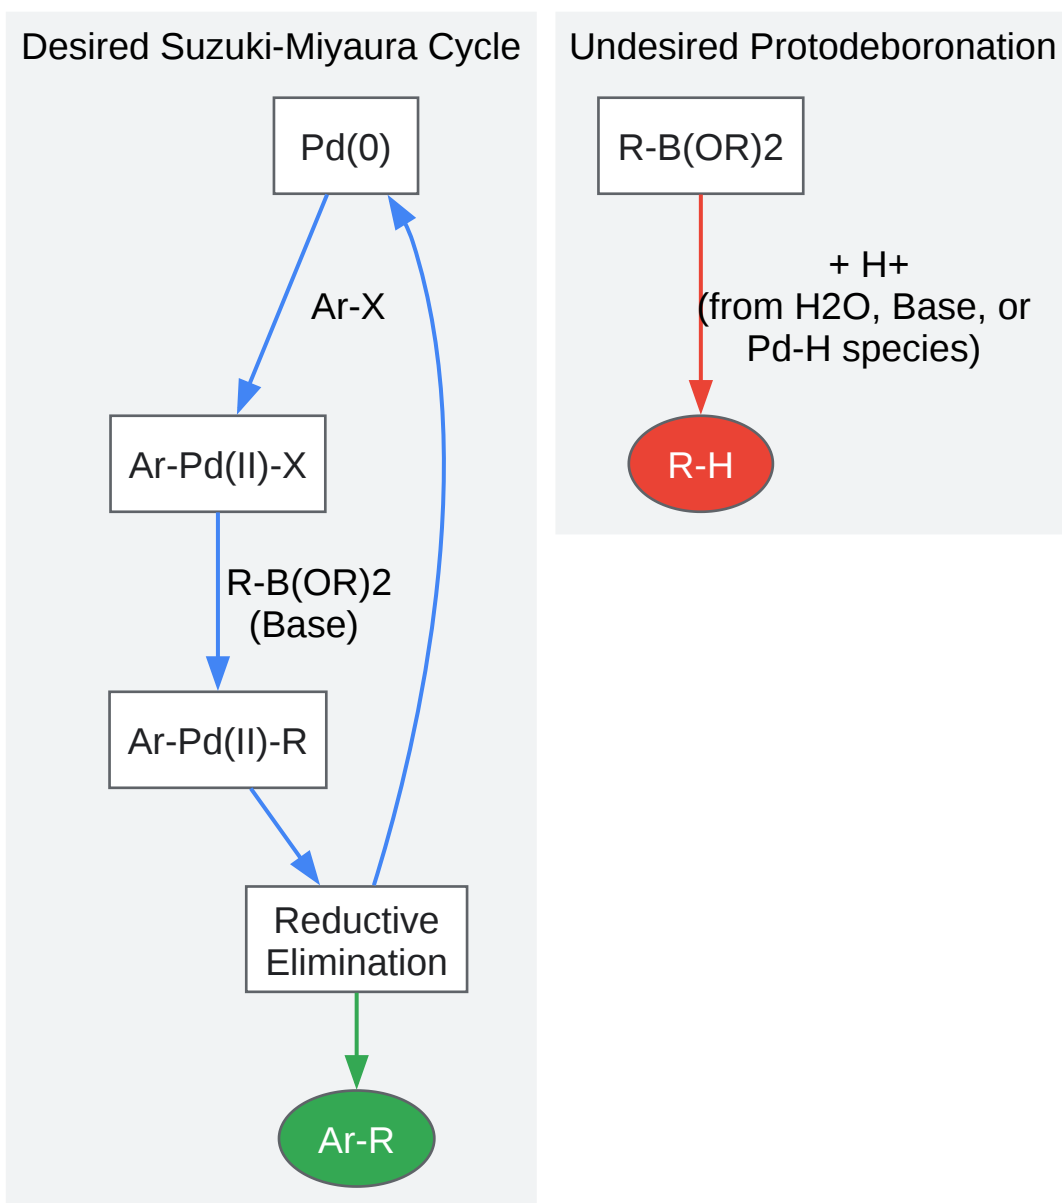 Desired Suzuki-Miyaura Cycle
Pd(0)
Ar-X
Ar-Pd(II)-X
R-B(OR)2
(Base)
Ar-Pd(II)-R
Reductive
Elimination
Ar-R
Undesired Protodeboronation
R-B(OR)2
+ H+
(from H2O, Base, or
Pd-H species)
R-H